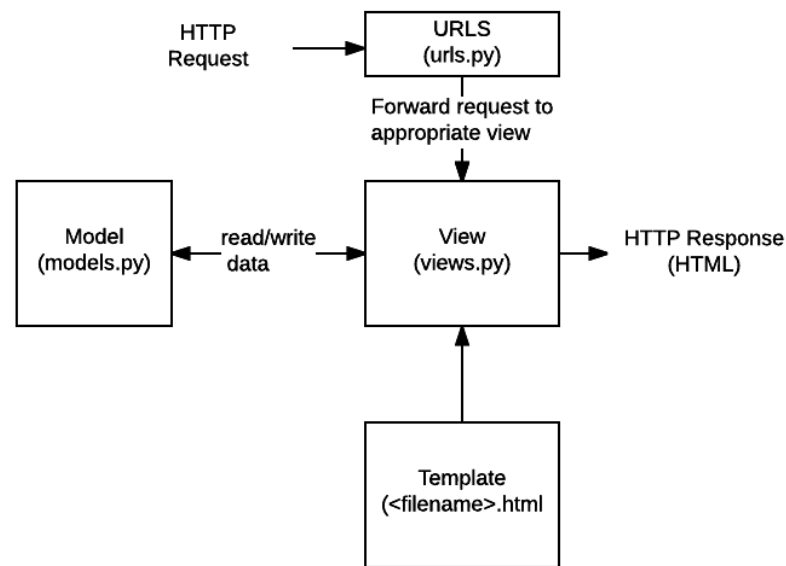 HTTP
Request
URLS
(urls.py)
Forward request to
appropriate view
Model
(models.py)
read/write
data
View
(views.py)
HTTP Response
(HTML)
Template
(<filename>.html